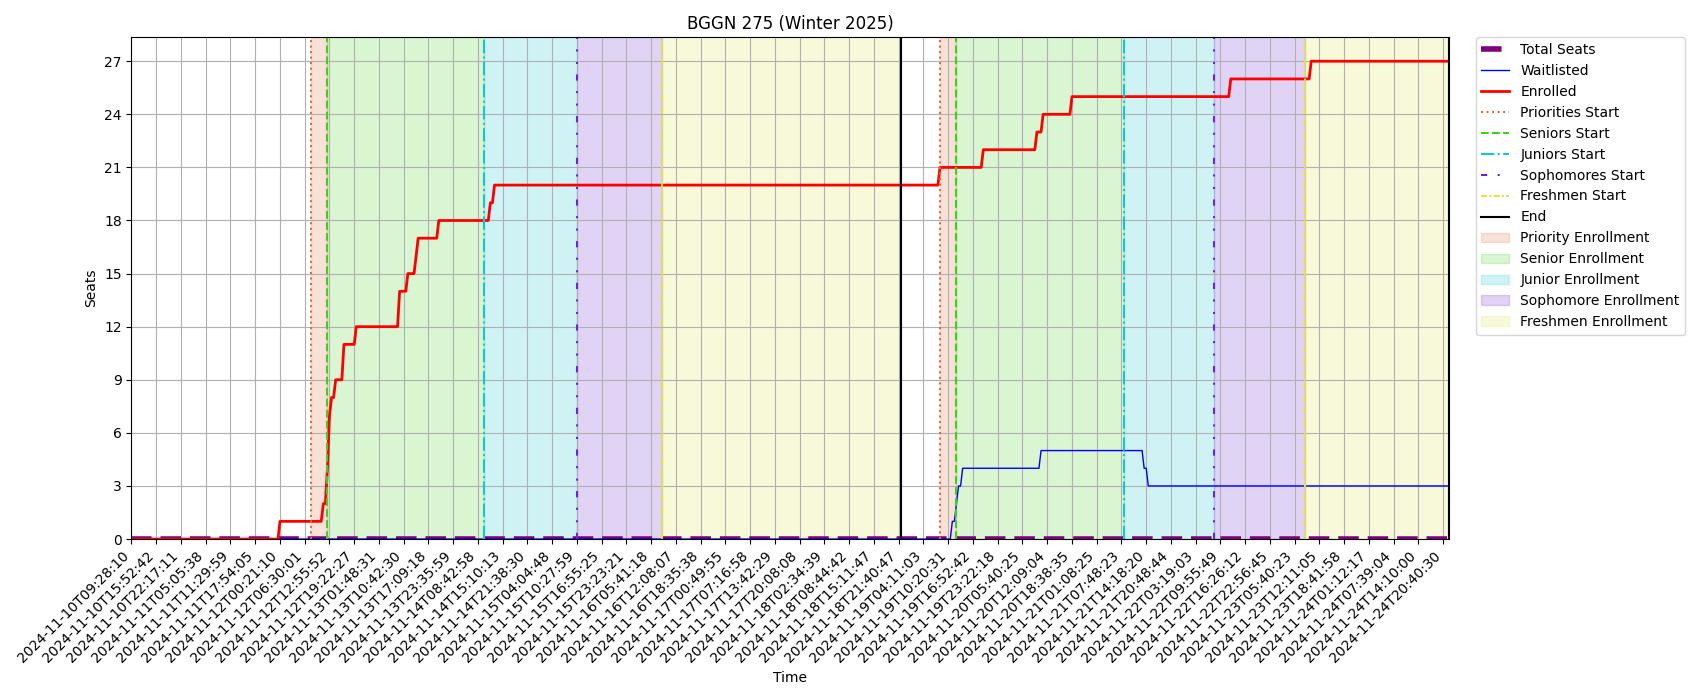 BGGN 275 (Winter 2025)
Seats
27
24
21
18
15
12
9
6
3
0
2024-11-10T09:28:10
2024-11-10T15:52:42
2024-11-10T22:17:11
2024-11-11T05:05:38
2024-11-11T11:29:59
2024-11-11T17:54:05
2024-11-12T00:21:10
2024-11-12T06:30:01
2024-11-12T12:55:52
2024-11-12T19:22:27
2024-11-13T01:48:31
2024-11-13T10:42:30
2024-11-13T17:09:18
2024-11-13T23:35:59
2024-11-14T08:42:58
2024-11-14T15:10:13
2024-11-14T21:38:30
2024-11-15T04:04:48
2024-11-15T10:27:59
2024-11-15T16:55:25
2024-11-15T23:23:21
2024-11-16T05:41:18
2024-11-16T12:08:07
2024-11-16T18:35:38
2024-11-17T00:49:55
2024-11-17T07:16:58
2024-11-17T13:42:29
2024-11-17T20:08:08
2024-11-18T02:34:39
2024-11-18T08:44:42
2024-11-18T15:11:47
2024-11-18T21:40:47
2024-11-19T04:11:03
2024-11-19T10:20:31
2024-11-19T16:52:42
2024-11-19T23:22:18
2024-11-20T05:40:25
2024-11-20T12:09:04
2024-11-20T18:38:35
2024-11-21T01:08:25
2024-11-21T07:48:23
2024-11-21T14:18:20
2024-11-21T20:48:44
2024-11-22T03:19:03
2024-11-22T09:55:49
2024-11-22T16:26:12
2024-11-22T22:56:45
2024-11-23T05:40:23
2024-11-23T12:11:05
2024-11-23T18:41:58
2024-11-24T01:12:17
2024-11-24T07:39:04
2024-11-24T14:10:00
2024-11-24T20:40:30
Time
Total Seats
Waitlisted
Enrolled
Priorities Start
Seniors Start
Juniors Start
Sophomores Start
Freshmen Start
End
Priority Enrollment
Senior Enrollment
Junior Enrollment
Sophomore Enrollment
Freshmen Enrollment